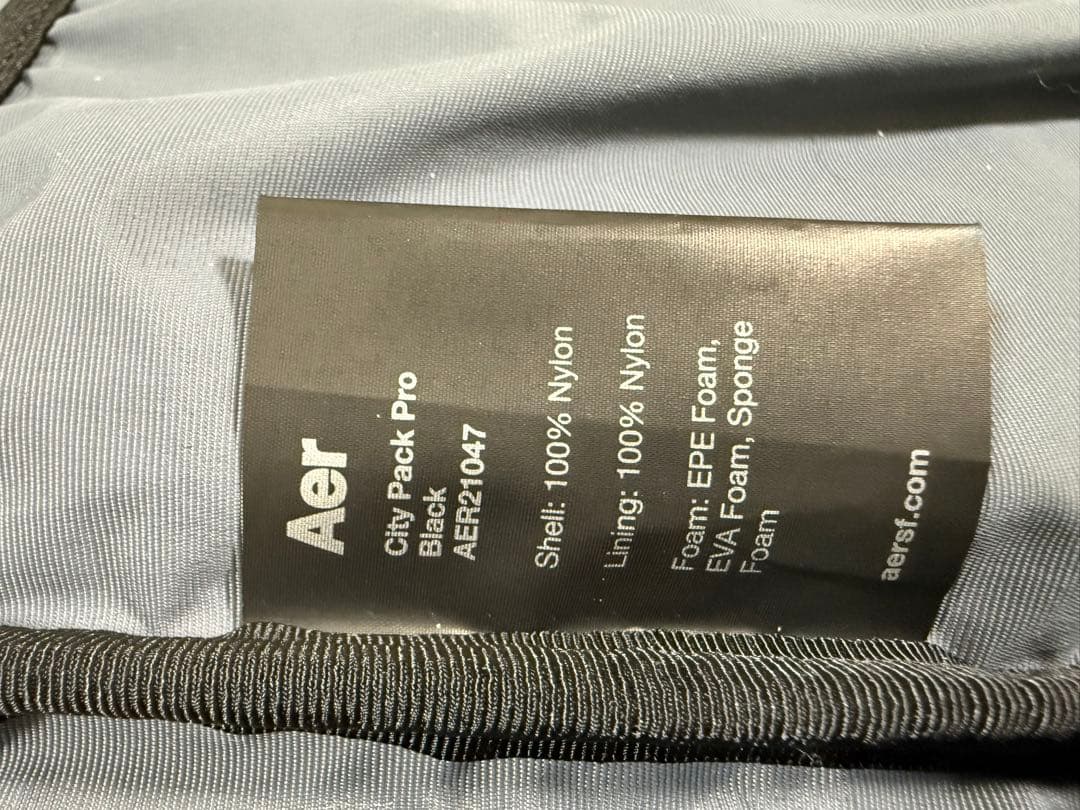 Aer
City Pack Pro
Black
AER21047
Shell: 100% Nylon
Lining: 100% Nylon
Foam: EPE Foam,
EVA Foam, Sponge
Foam
aersf.com